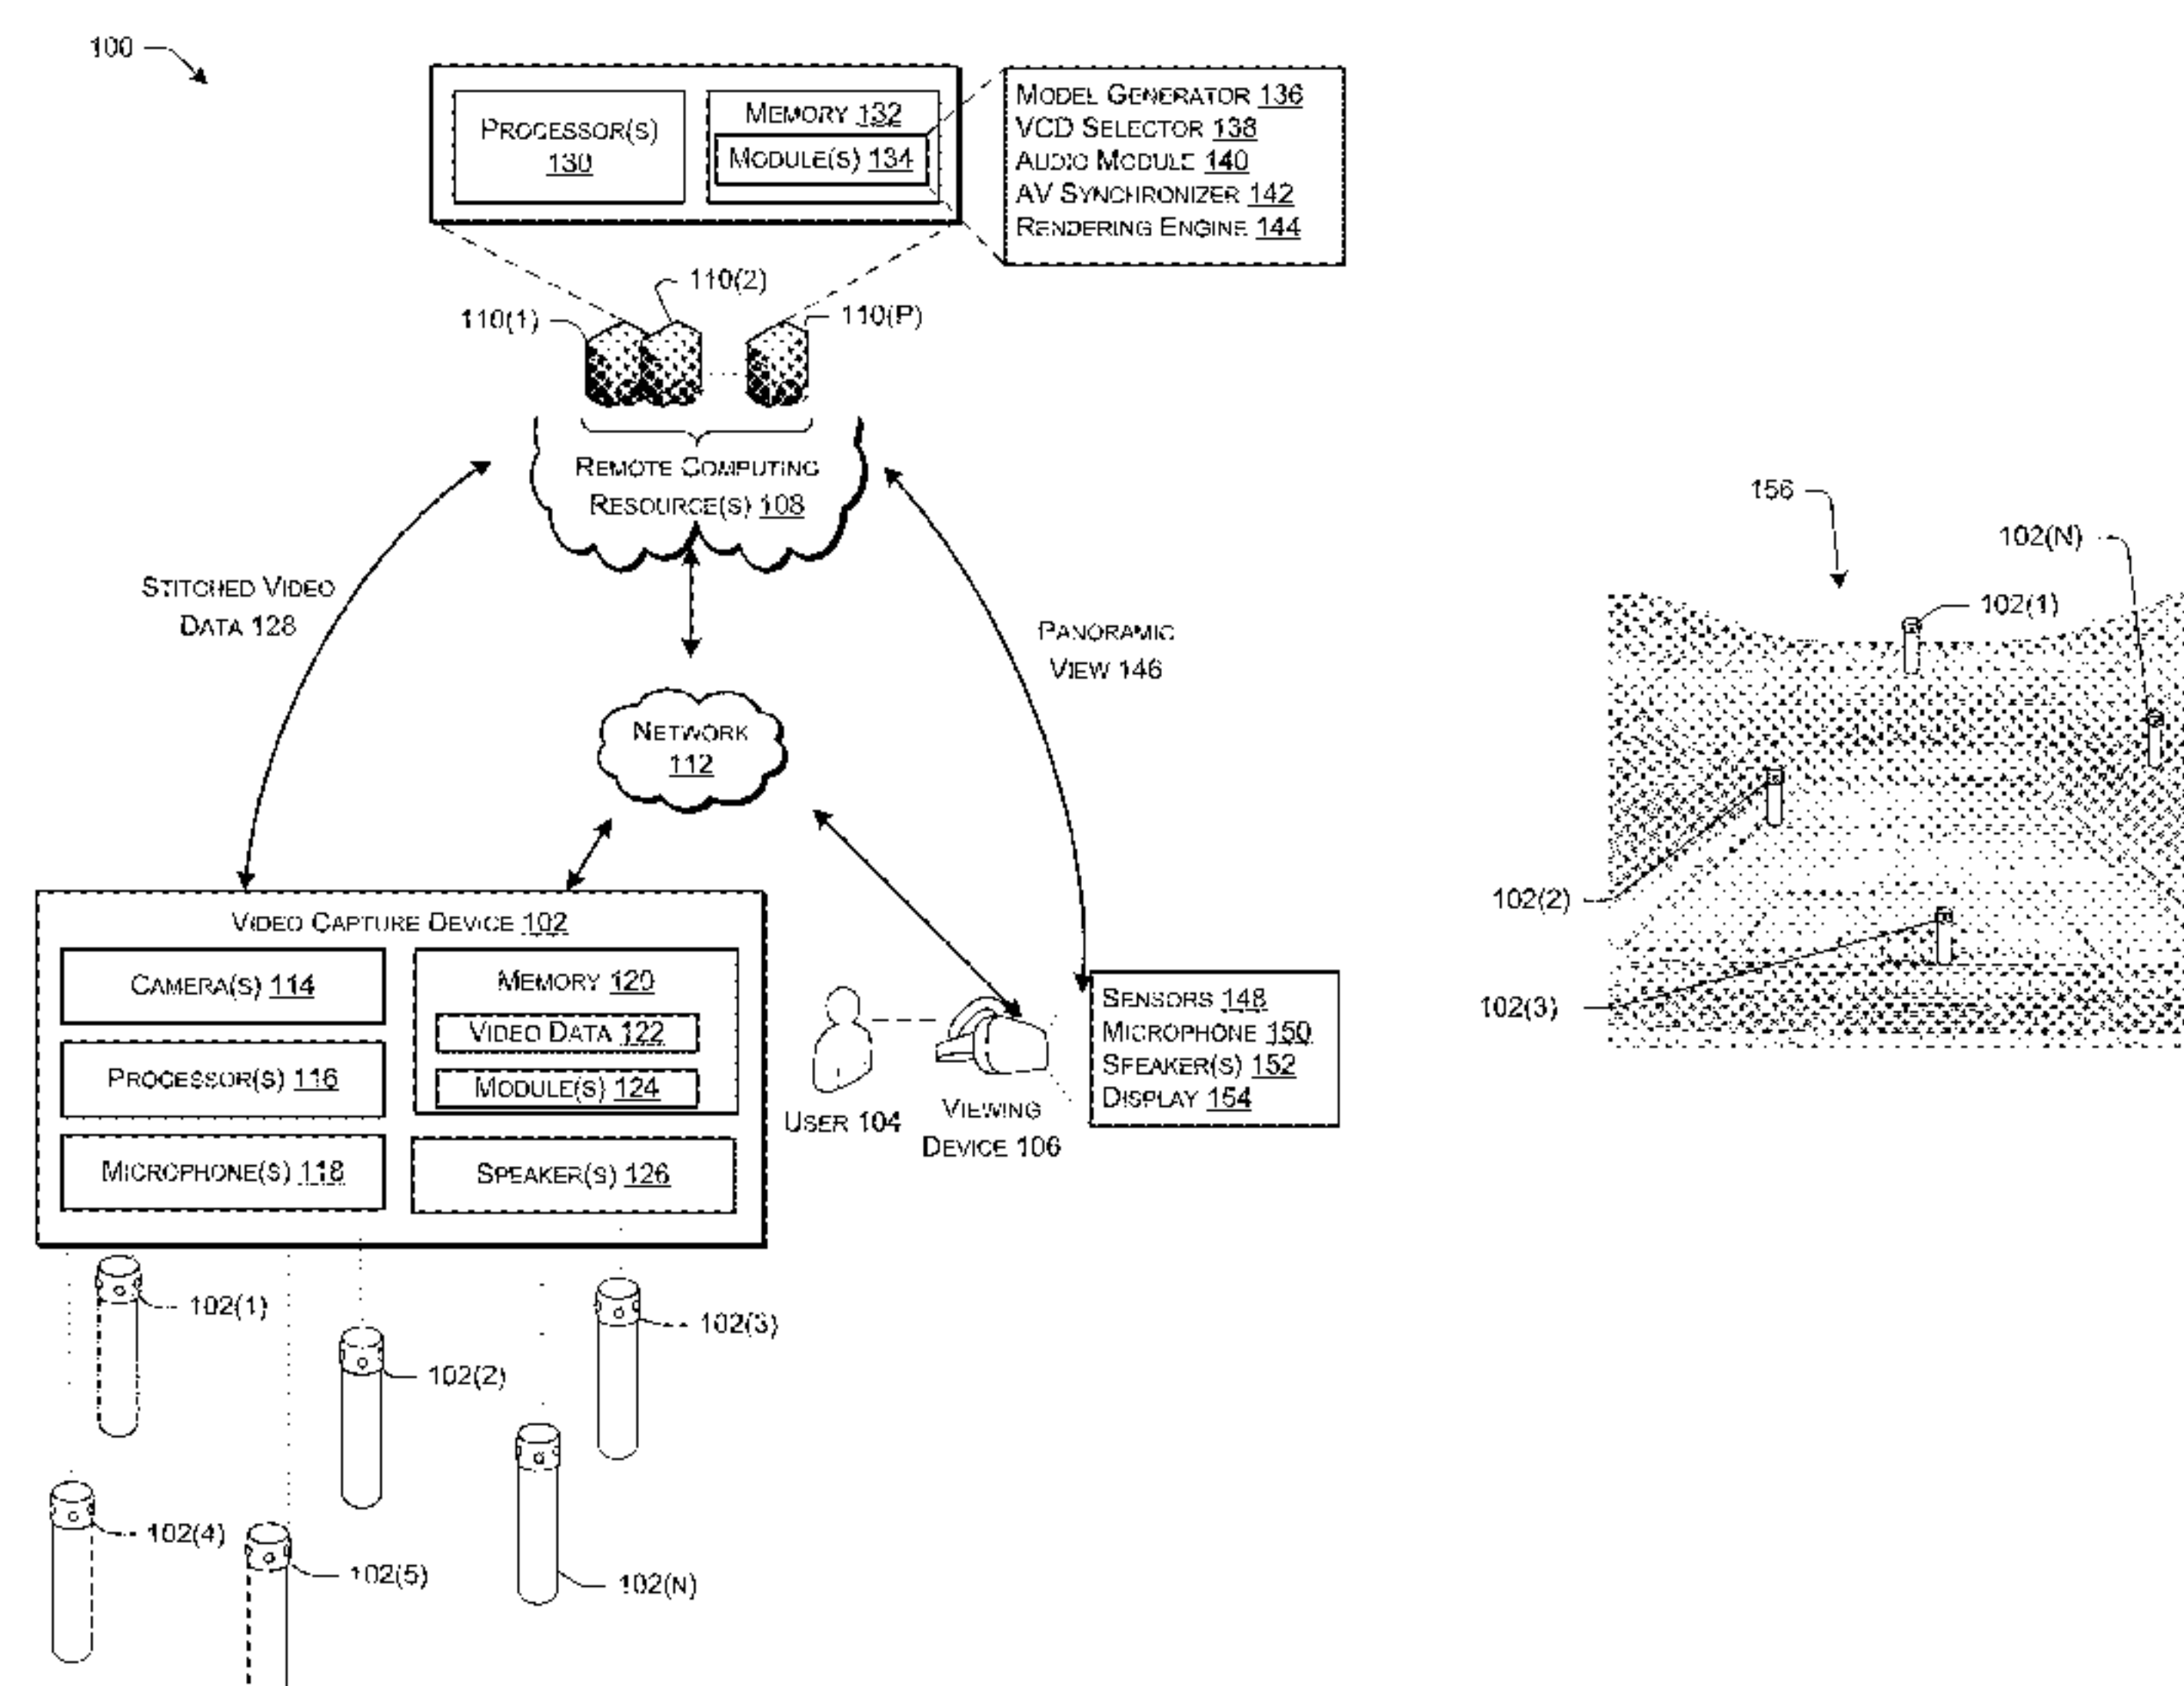 100
PROCESSOR(S)
130
MEMORY 132
MODULE(S) 134
MODEL GENERATOR 136
VCD SELECTOR 138
AUDIO MODULE 140
AV SYNCHRONIZER 142
RENDERING ENGINE 144
110(1)
110(2)
110(P)
REMOTE COMPUTING
RESOURCE(S) 108
STITCHED VIDEO
DATA 128
PANORAMIC
VIEW 146
NETWORK
112
VIDEO CAPTURE DEVICE 102
CAMERA(S) 114
PROCESSOR(S) 116
MICROPHONE(S) 118
MEMORY 120
VIDEO DATA 122
MODULE(S) 124
SPEAKER(S) 126
USER 104
VIEWING
DEVICE 106
SENSORS 148
MICROPHONE 150
SPEAKER(S) 152
DISPLAY 154
102(1)
102(2)
102(3)
102(4)
102(5)
102(N)
156
102(N)
102(1)
102(2)
102(3)